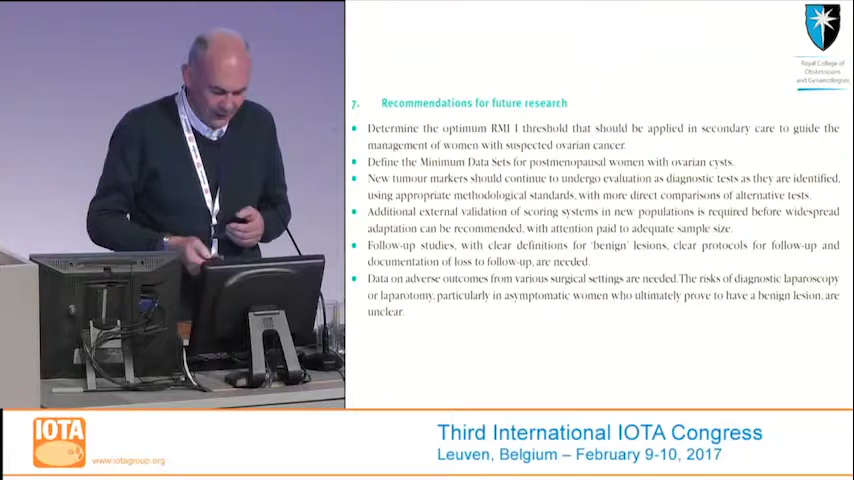 Royal College of
Obstetricians
and Gynaecologists
7. Recommendations for future research
• Determine the optimum RMI I threshold that should be applied in secondary care to guide the
management of women with suspected ovarian cancer.
• Define the Minimum Data Sets for postmenopausal women with ovarian cysts.
• New tumour markers should continue to undergo evaluation as diagnostic tests as they are identified,
using appropriate methodological standards, with more direct comparisons of alternative tests.
• Additional external validation of scoring systems in new populations is required before widespread
adaptation can be recommended, with attention paid to adequate sample size.
• Follow-up studies, with clear definitions for ‘benign’ lesions, clear protocols for follow-up and
documentation of loss to follow-up, are needed.
• Data on adverse outcomes from various surgical settings are needed. The risks of diagnostic laparoscopy
or laparotomy, particularly in asymptomatic women who ultimately prove to have a benign lesion, are
unclear.
IOTA
www.iotagroup.org
Third International IOTA Congress
Leuven, Belgium – February 9-10, 2017